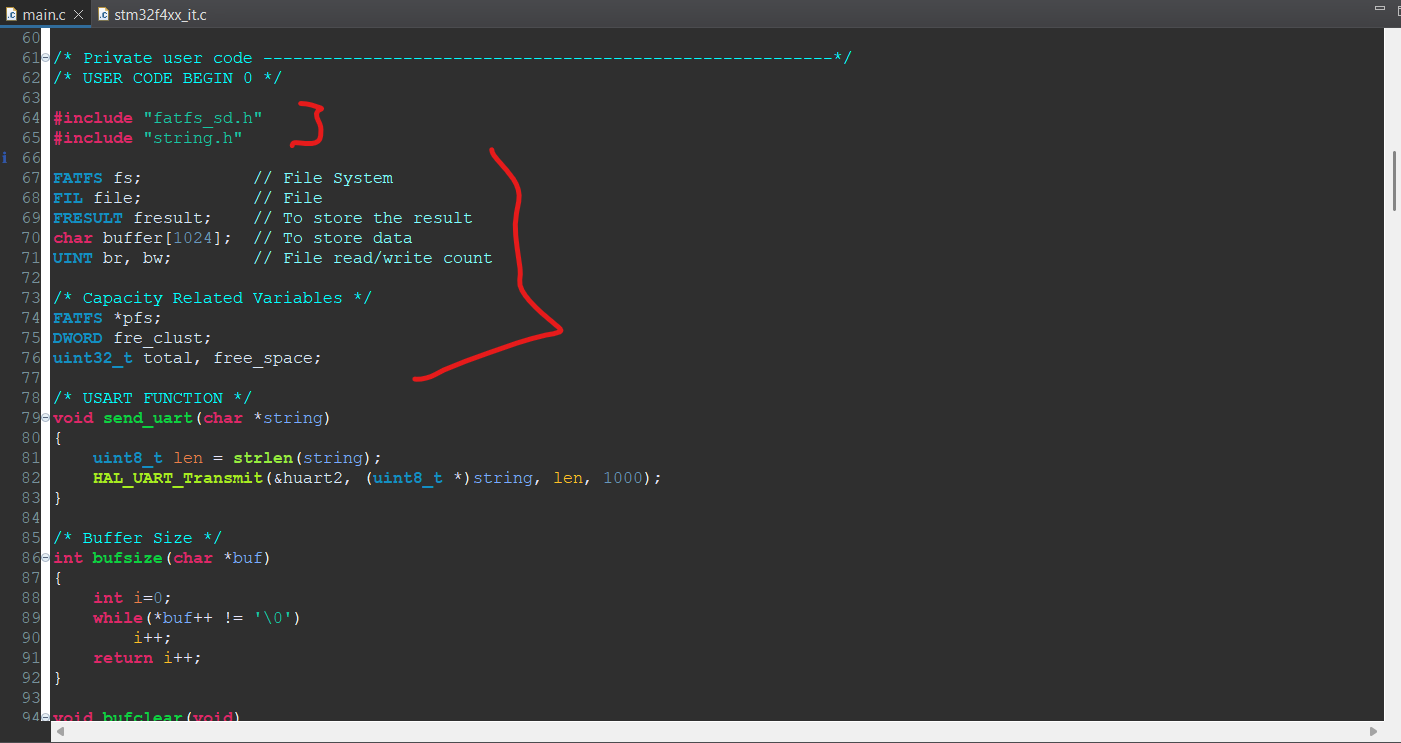 main.c
stm32f4xx_it.c
60
61 /* Private user code ---------------------------------------------------------*/
62 /* USER CODE BEGIN 0 */
63
64 #include "fatfs_sd.h"
65 #include "string.h"
66
67 FATFS fs;           // File System
68 FIL file;           // File
69 FRESULT fresult;    // To store the result
70 char buffer[1024];  // To store data
71 UINT br, bw;        // File read/write count
72
73 /* Capacity Related Variables */
74 FATFS *pfs;
75 DWORD fre_clust;
76 uint32_t total, free_space;
77
78 /* USART FUNCTION */
79 void send_uart(char *string)
80 {
81     uint8_t len = strlen(string);
82     HAL_UART_Transmit(&huart2, (uint8_t *)string, len, 1000);
83 }
84
85 /* Buffer Size */
86 int bufsize(char *buf)
87 {
88     int i=0;
89     while(*buf++ != '\0')
90         i++;
91     return i++;
92 }
93
94 void bufclear(void)